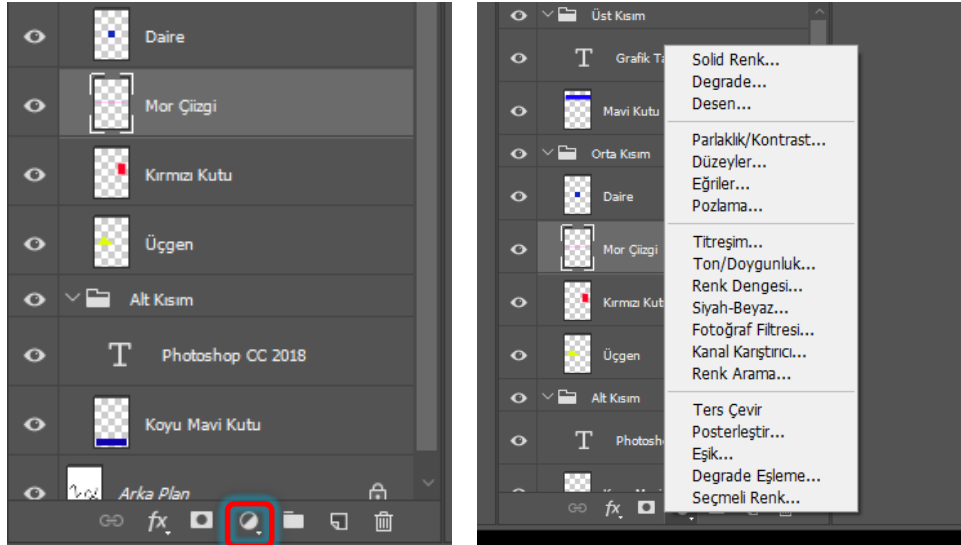 Daire
Mor Çiizgi
Kırmızı Kutu
Üçgen
Alt Kısım
T Photoshop CC 2018
Koyu Mavi Kutu
Arka Plan
fx
Üst Kısım
T Grafik Ta
Mavi Kutu
Orta Kısım
Daire
Mor Çiizgi
Kırmızı Kut
Üçgen
Alt Kısım
T Photosh
fx
Solid Renk...
Degrade...
Desen...
Parlaklık/Kontrast...
Düzeyler...
Eğriler...
Pozlama...
Titreşim...
Ton/Doygunluk...
Renk Dengesi...
Siyah-Beyaz...
Fotoğraf Filtresi...
Kanal Karıştırıcı...
Renk Arama...
Ters Çevir
Posterleştir...
Eşik...
Degrade Eşleme...
Seçmeli Renk...